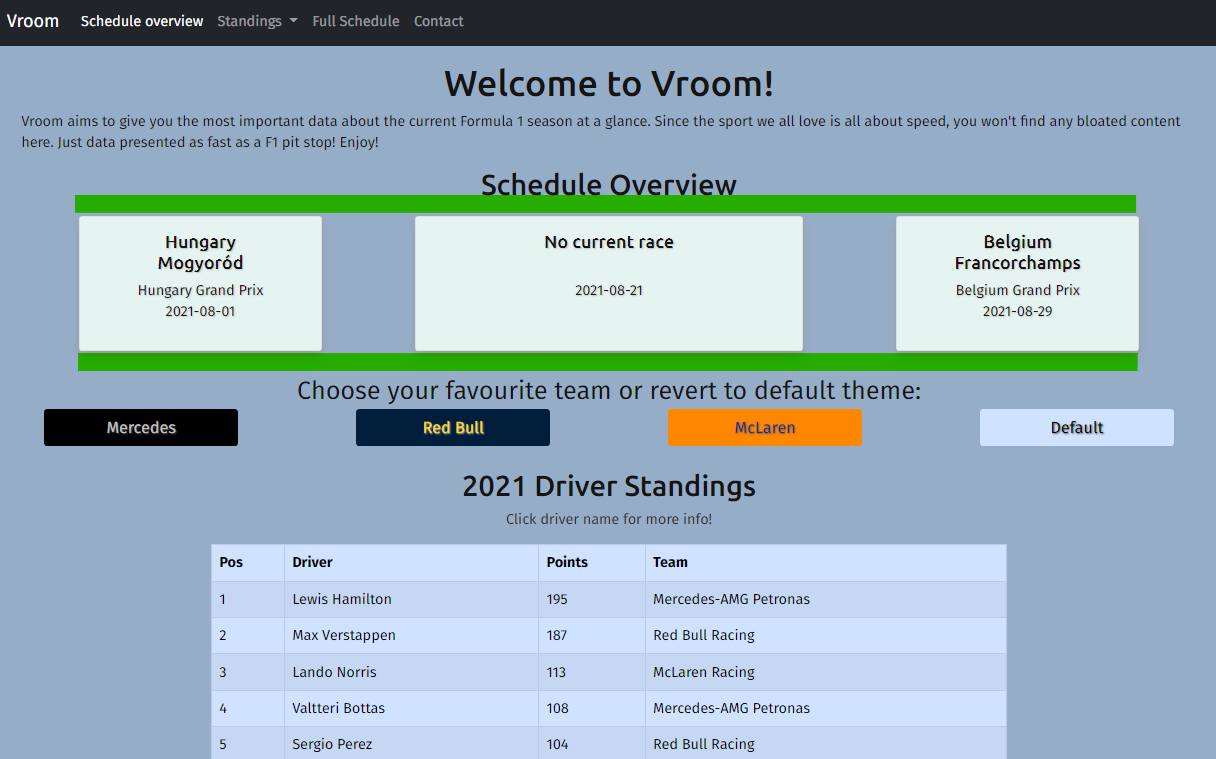 Vroom Schedule overview Standings Full Schedule Contact
Welcome to Vroom!
Vroom aims to give you the most important data about the current Formula 1 season at a glance. Since the sport we all love is all about speed, you won't find any bloated content
here. Just data presented as fast as a F1 pit stop! Enjoy!
Schedule Overview
Hungary
Mogyoród
Hungary Grand Prix
2021-08-01
No current race
2021-08-21
Belgium
Francorchamps
Belgium Grand Prix
2021-08-29
Choose your favourite team or revert to default theme:
Mercedes Red Bull McLaren Default
2021 Driver Standings
Click driver name for more info!
Pos Driver Points Team
1 Lewis Hamilton 195 Mercedes-AMG Petronas
2 Max Verstappen 187 Red Bull Racing
3 Lando Norris 113 McLaren Racing
4 Valtteri Bottas 108 Mercedes-AMG Petronas
5 Sergio Perez 104 Red Bull Racing